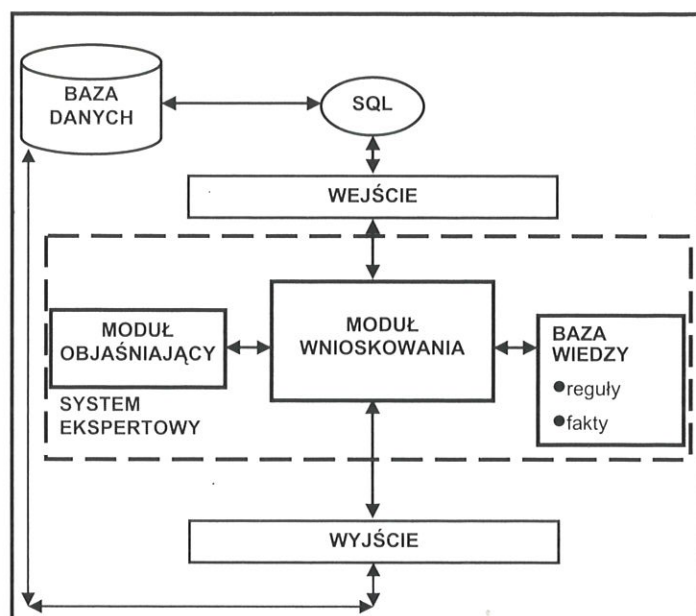 BAZA
DANYCH
SQL
WEJŚCIE
MODUŁ
OBJAŚNIAJĄCY
MODUŁ
WNIOSKOWANIA
BAZA
WIEDZY
●reguły
●fakty
SYSTEM
EKSPERTOWY
WYJŚCIE